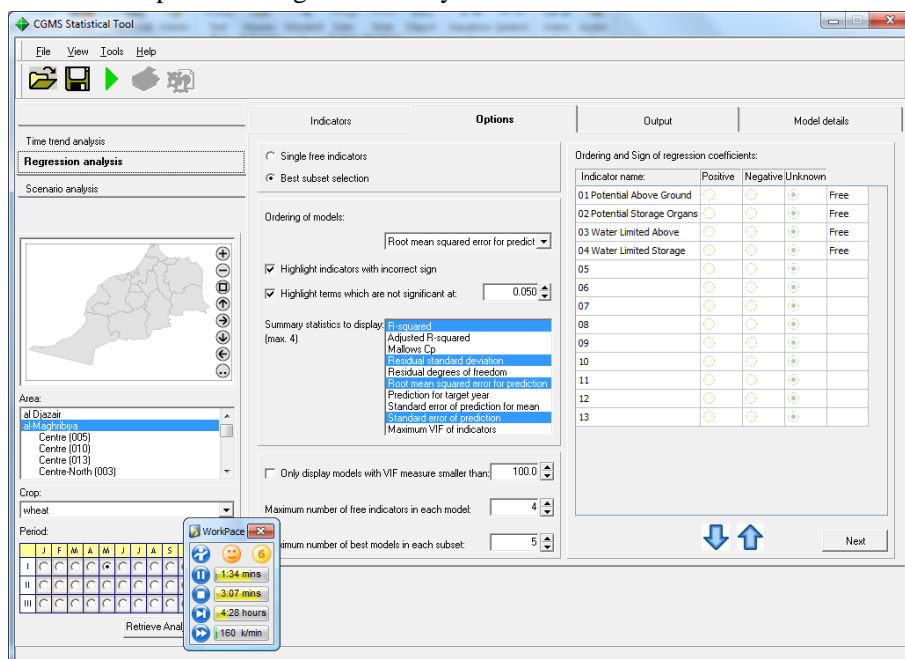 CGMS Statistical Tool
File View Tools Help
Indicators Options Output Model details
Time trend analysis
Regression analysis
Scenario analysis
Single free indicators
Best subset selection
Ordering of models:
Root mean squared error for predict
Highlight indicators with incorrect sign
Highlight terms which are not significant at: 0.050
Summary statistics to display:
(max. 4)
R-squared
Adjusted R-squared
Mallows Cp
Residual standard deviation
Residual degrees of freedom
Root mean squared error for prediction
Prediction for target year
Standard error of prediction for mean
Standard error of prediction
Maximum VIF of indicators
Only display models with VIF measure smaller than: 100.0
Maximum number of free indicators in each model: 4
imum number of best models in each subset: 5
Ordering and Sign of regression coefficients:
Indicator name: Positive Negative Unknown
01 Potential Above Ground Free
02 Potential Storage Organs Free
03 Water Limited Above Free
04 Water Limited Storage Free
05
06
07
08
09
10
11
12
13
Next
Area:
al Djazair
al-Maghribiya
Centre (005)
Centre (010)
Centre (013)
Centre-North (003)
Crop:
wheat
Period:
J F M A M J J A S
I
II
III
Retrieve Anal
WorkPace
6
1:34 mins
3:07 mins
4:28 hours
160 k/min